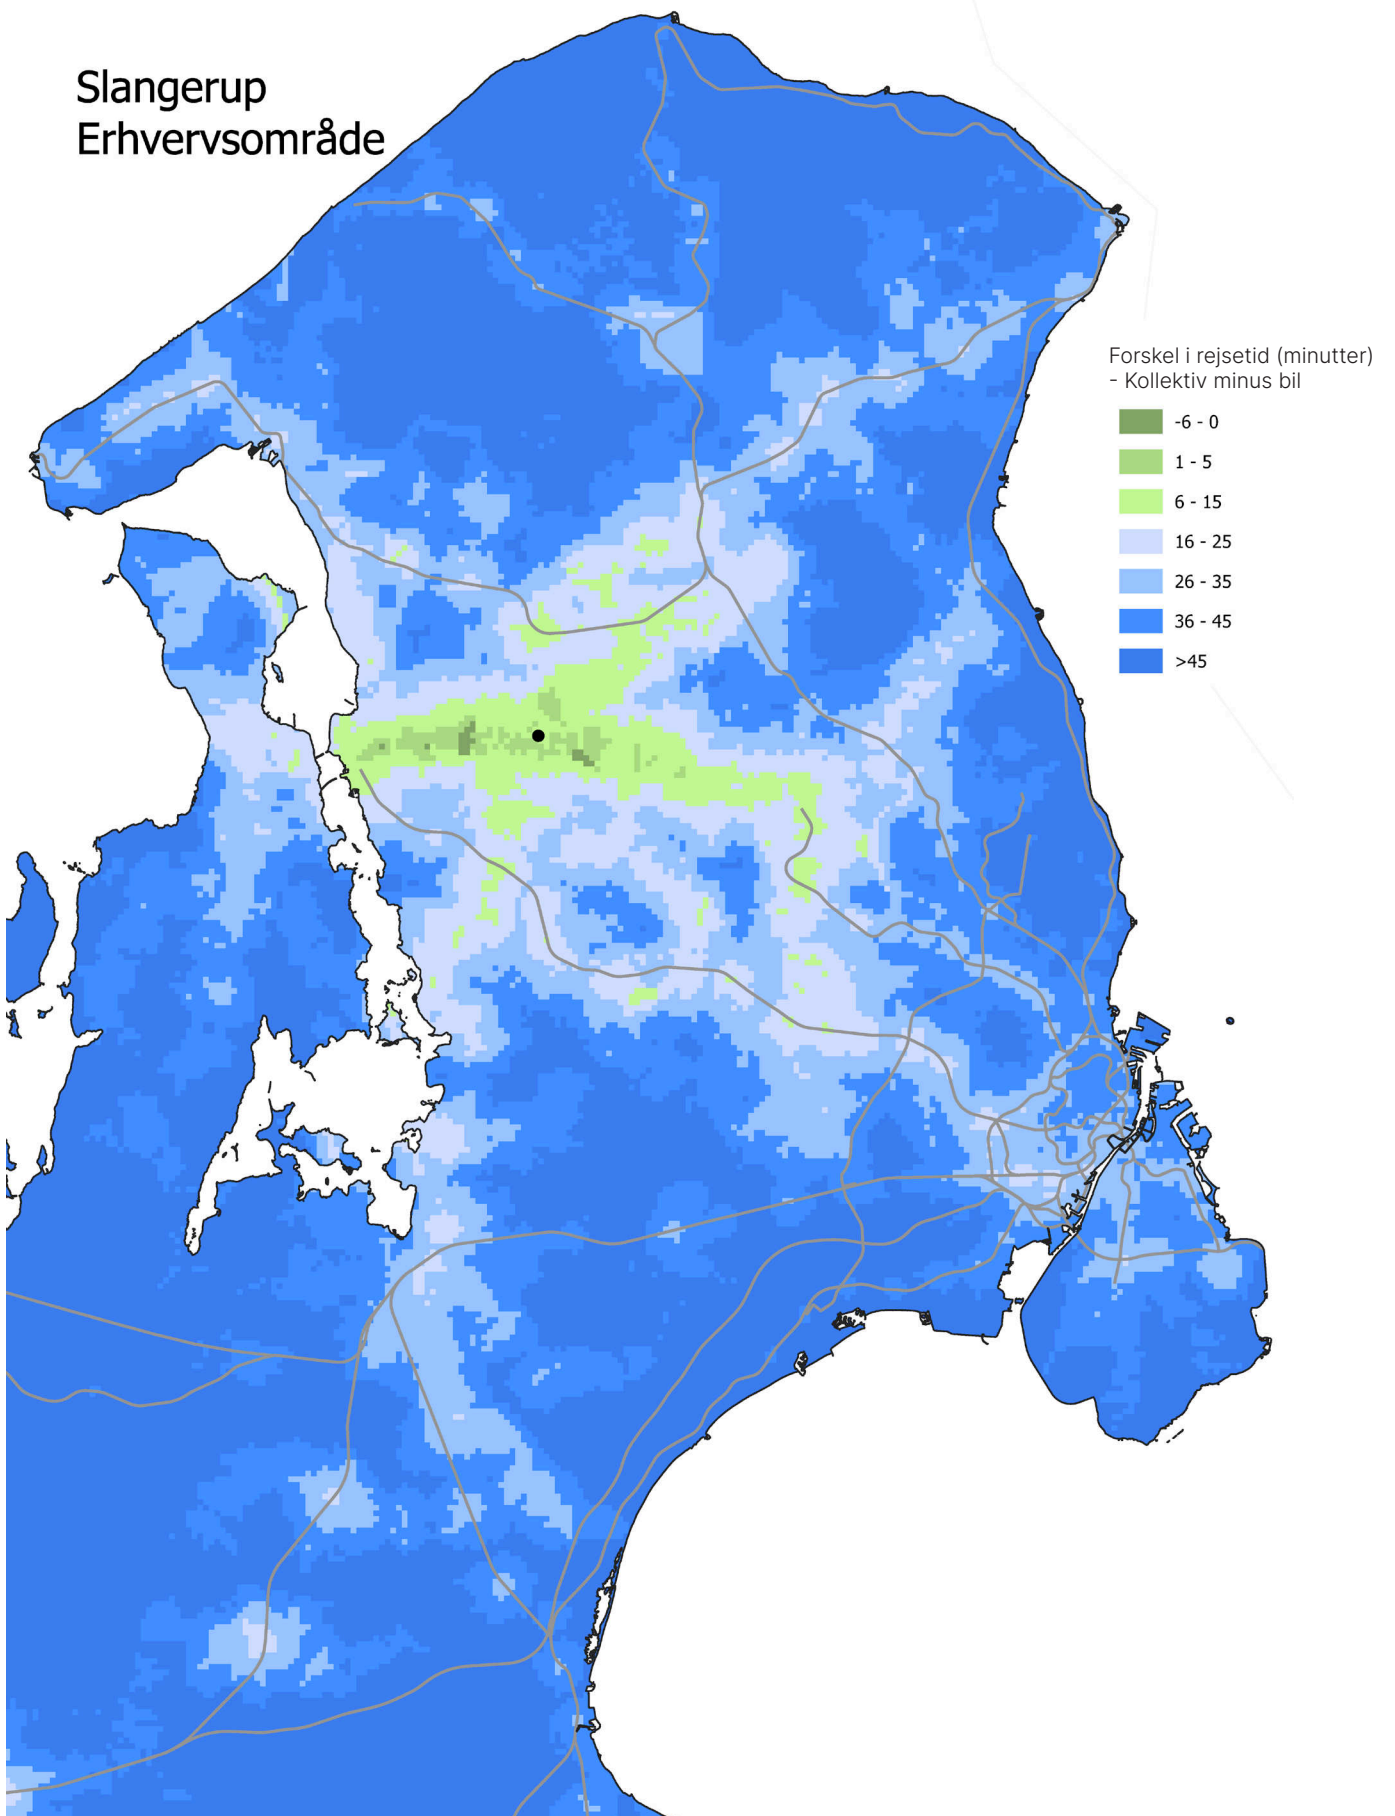 Slangerup
Erhvervsområde
Forskel i rejsetid (minutter)
- Kollektiv minus bil
-6 - 0
1 - 5
6 - 15
16 - 25
26 - 35
36 - 45
>45